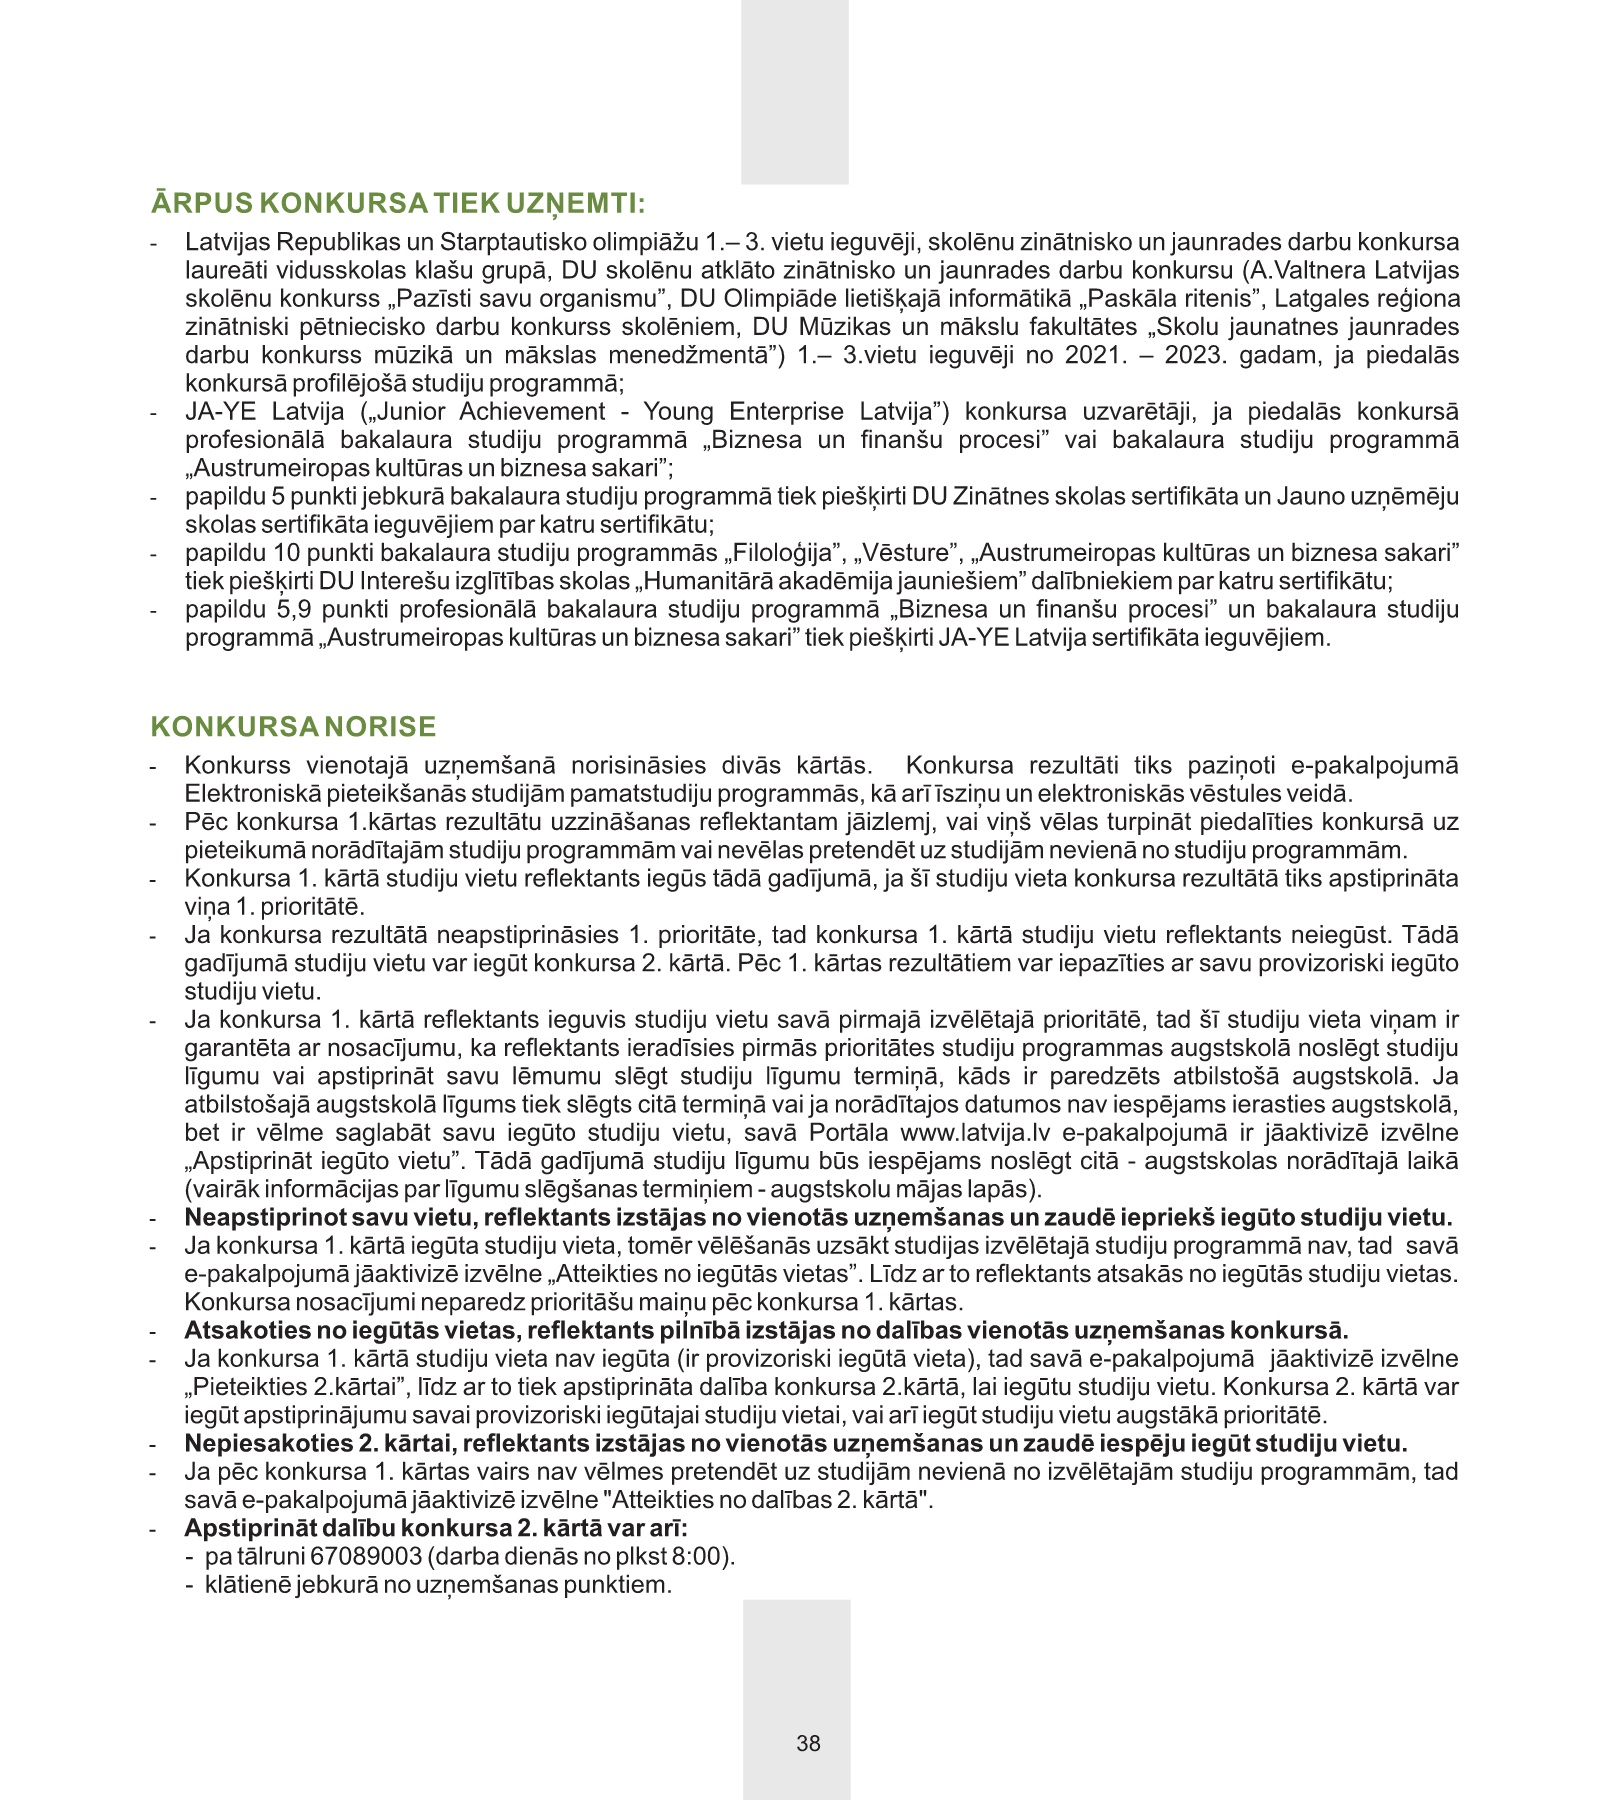 ĀRPUS KONKURSA TIEK UZŅEMTI:
- Latvijas Republikas un Starptautisko olimpiāžu 1.– 3. vietu ieguvēji, skolēnu zinātnisko un jaunrades darbu konkursa
laureāti vidusskolas klašu grupā, DU skolēnu atklāto zinātnisko un jaunrades darbu konkursu (A.Valtnera Latvijas
skolēnu konkurss „Pazīsti savu organismu”, DU Olimpiāde lietišķajā informātikā „Paskāla ritenis”, Latgales reģiona
zinātniski pētniecisko darbu konkurss skolēniem, DU Mūzikas un mākslu fakultātes „Skolu jaunatnes jaunrades
darbu konkurss mūzikā un mākslas menedžmentā”) 1.– 3.vietu ieguvēji no 2021. – 2023. gadam, ja piedalās
konkursā profilējošā studiju programmā;
- JA-YE Latvija („Junior Achievement - Young Enterprise Latvija”) konkursa uzvarētāji, ja piedalās konkursā
profesionālā bakalaura studiju programmā „Biznesa un finanšu procesi” vai bakalaura studiju programmā
„Austrumeiropas kultūras un biznesa sakari”;
- papildu 5 punkti jebkurā bakalaura studiju programmā tiek piešķirti DU Zinātnes skolas sertifikāta un Jauno uzņēmēju
skolas sertifikāta ieguvējiem par katru sertifikātu;
- papildu 10 punkti bakalaura studiju programmās „Filoloģija”, „Vēsture”, „Austrumeiropas kultūras un biznesa sakari”
tiek piešķirti DU Interešu izglītības skolas „Humanitārā akadēmija jauniešiem” dalībniekiem par katru sertifikātu;
- papildu 5,9 punkti profesionālā bakalaura studiju programmā „Biznesa un finanšu procesi” un bakalaura studiju
programmā „Austrumeiropas kultūras un biznesa sakari” tiek piešķirti JA-YE Latvija sertifikāta ieguvējiem.
KONKURSA NORISE
- Konkurss vienotajā uzņemšanā norisināsies divās kārtās. Konkursa rezultāti tiks paziņoti e-pakalpojumā
Elektroniskā pieteikšanās studijām pamatstudiju programmās, kā arī īsziņu un elektroniskās vēstules veidā.
- Pēc konkursa 1.kārtas rezultātu uzzināšanas reflektantam jāizlemj, vai viņš vēlas turpināt piedalīties konkursā uz
pieteikumā norādītajām studiju programmām vai nevēlas pretendēt uz studijām nevienā no studiju programmām.
- Konkursa 1. kārtā studiju vietu reflektants iegūs tādā gadījumā, ja šī studiju vieta konkursa rezultātā tiks apstiprināta
viņa 1. prioritātē.
- Ja konkursa rezultātā neapstiprināsies 1. prioritāte, tad konkursa 1. kārtā studiju vietu reflektants neiegūst. Tādā
gadījumā studiju vietu var iegūt konkursa 2. kārtā. Pēc 1. kārtas rezultātiem var iepazīties ar savu provizoriski iegūto
studiju vietu.
- Ja konkursa 1. kārtā reflektants ieguvis studiju vietu savā pirmajā izvēlētajā prioritātē, tad šī studiju vieta viņam ir
garantēta ar nosacījumu, ka reflektants ieradīsies pirmās prioritātes studiju programmas augstskolā noslēgt studiju
līgumu vai apstiprināt savu lēmumu slēgt studiju līgumu termiņā, kāds ir paredzēts atbilstošā augstskolā. Ja
atbilstošajā augstskolā līgums tiek slēgts citā termiņā vai ja norādītajos datumos nav iespējams ierasties augstskolā,
bet ir vēlme saglabāt savu iegūto studiju vietu, savā Portāla www.latvija.lv e-pakalpojumā ir jāaktivizē izvēlne
„Apstiprināt iegūto vietu”. Tādā gadījumā studiju līgumu būs iespējams noslēgt citā - augstskolas norādītajā laikā
(vairāk informācijas par līgumu slēgšanas termiņiem - augstskolu mājas lapās).
- Neapstiprinot savu vietu, reflektants izstājas no vienotās uzņemšanas un zaudē iepriekš iegūto studiju vietu.
- Ja konkursa 1. kārtā iegūta studiju vieta, tomēr vēlēšanās uzsākt studijas izvēlētajā studiju programmā nav, tad savā
e-pakalpojumā jāaktivizē izvēlne „Atteikties no iegūtās vietas”. Līdz ar to reflektants atsakās no iegūtās studiju vietas.
Konkursa nosacījumi neparedz prioritāšu maiņu pēc konkursa 1. kārtas.
- Atsakoties no iegūtās vietas, reflektants pilnībā izstājas no dalības vienotās uzņemšanas konkursā.
- Ja konkursa 1. kārtā studiju vieta nav iegūta (ir provizoriski iegūtā vieta), tad savā e-pakalpojumā jāaktivizē izvēlne
„Pieteikties 2.kārtai”, līdz ar to tiek apstiprināta dalība konkursa 2.kārtā, lai iegūtu studiju vietu. Konkursa 2. kārtā var
iegūt apstiprinājumu savai provizoriski iegūtajai studiju vietai, vai arī iegūt studiju vietu augstākā prioritātē.
- Nepiesakoties 2. kārtai, reflektants izstājas no vienotās uzņemšanas un zaudē iespēju iegūt studiju vietu.
- Ja pēc konkursa 1. kārtas vairs nav vēlmes pretendēt uz studijām nevienā no izvēlētajām studiju programmām, tad
savā e-pakalpojumā jāaktivizē izvēlne "Atteikties no dalības 2. kārtā".
- Apstiprināt dalību konkursa 2. kārtā var arī:
- pa tālruni 67089003 (darba dienās no plkst 8:00).
- klātienē jebkurā no uzņemšanas punktiem.
38